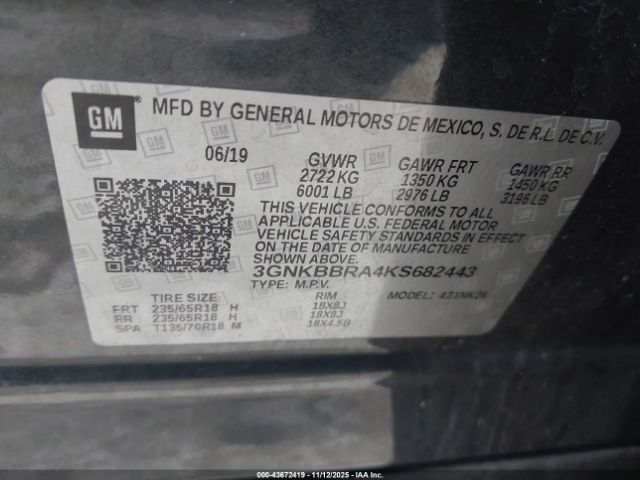 GM
MFD BY GENERAL MOTORS DE MEXICO, S. DE R.L. DE C.V.
06/19 GVWR GAWR FRT GAWR RR
2722 KG 1350 KG 1450 KG
6001 LB 2976 LB 3196 LB
THIS VEHICLE CONFORMS TO ALL
APPLICABLE U.S. FEDERAL MOTOR
VEHICLE SAFETY STANDARDS IN
EFFECT ON THE DATE OF MANUFACTURE
SHOWN ABOVE.
3GNKBBRA4KS682443
TYPE: M.P.V. MODEL: 431NK26
TIRE SIZE RIM
FRT 235/65R18 H 18X8J
RR 235/65R18 H 18X8J
SPA T135/70R18 M 18X4.5B
000-43672419 - 11/12/2025 - IAAI.com